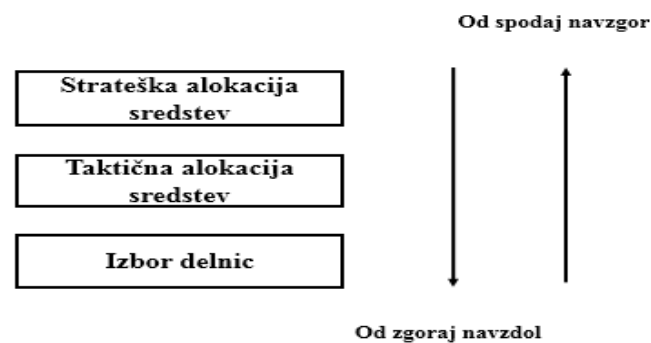 Od spodaj navzgor
Strateška alokacija
sredstev
Taktična alokacija
sredstev
Izbor delnic
Od zgoraj navzdol